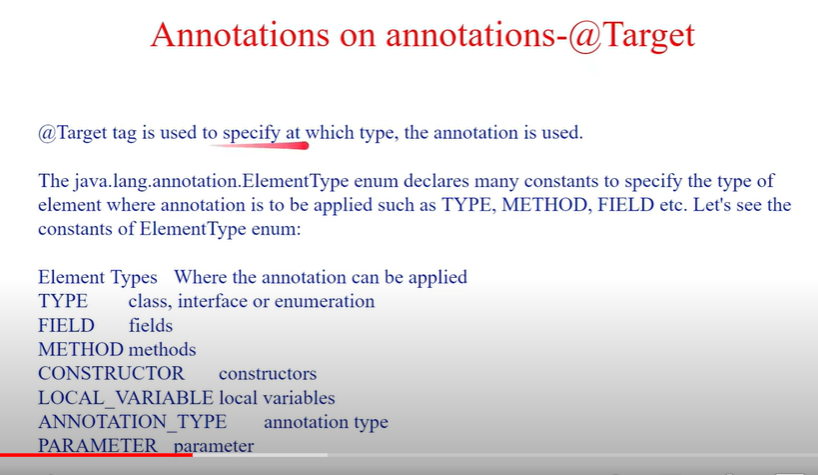 Annotations on annotations-@Target
@Target tag is used to specify at which type, the annotation is used.
The java.lang.annotation.ElementType enum declares many constants to specify the type of
element where annotation is to be applied such as TYPE, METHOD, FIELD etc. Let's see the
constants of ElementType enum:
Element Types Where the annotation can be applied
TYPE class, interface or enumeration
FIELD fields
METHOD methods
CONSTRUCTOR constructors
LOCAL_VARIABLE local variables
ANNOTATION_TYPE annotation type
PARAMETER parameter